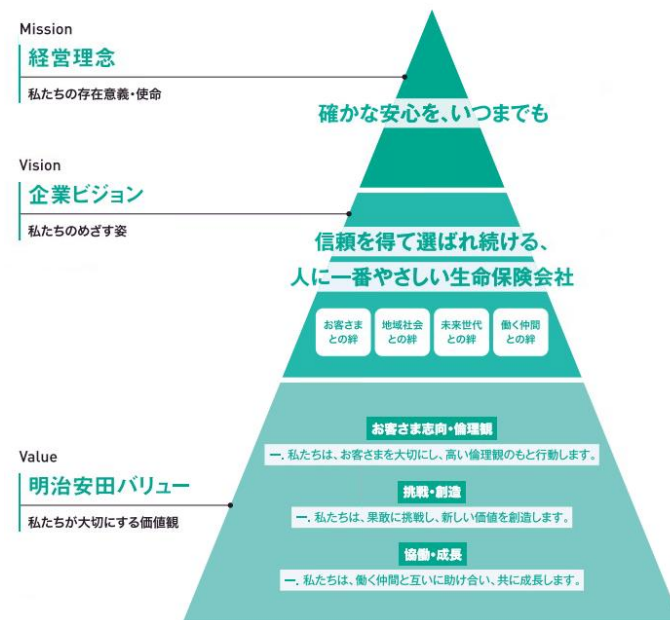 Mission
経営理念
私たちの存在意義・使命
確かな安心を、いつまでも
Vision
企業ビジョン
私たちのめざす姿
信頼を得て選ばれ続ける、
人に一番やさしい生命保険会社
お客さま
との絆
地域社会
との絆
未来世代
との絆
働く仲間
との絆
Value
明治安田バリュー
私たちが大切にする価値観
お客さま志向・倫理観
一. 私たちは、お客さまを大切にし、高い倫理観のもと行動します。
挑戦・創造
一. 私たちは、果敢に挑戦し、新しい価値を創造します。
協働・成長
一. 私たちは、働く仲間と互いに助け合い、共に成長します。